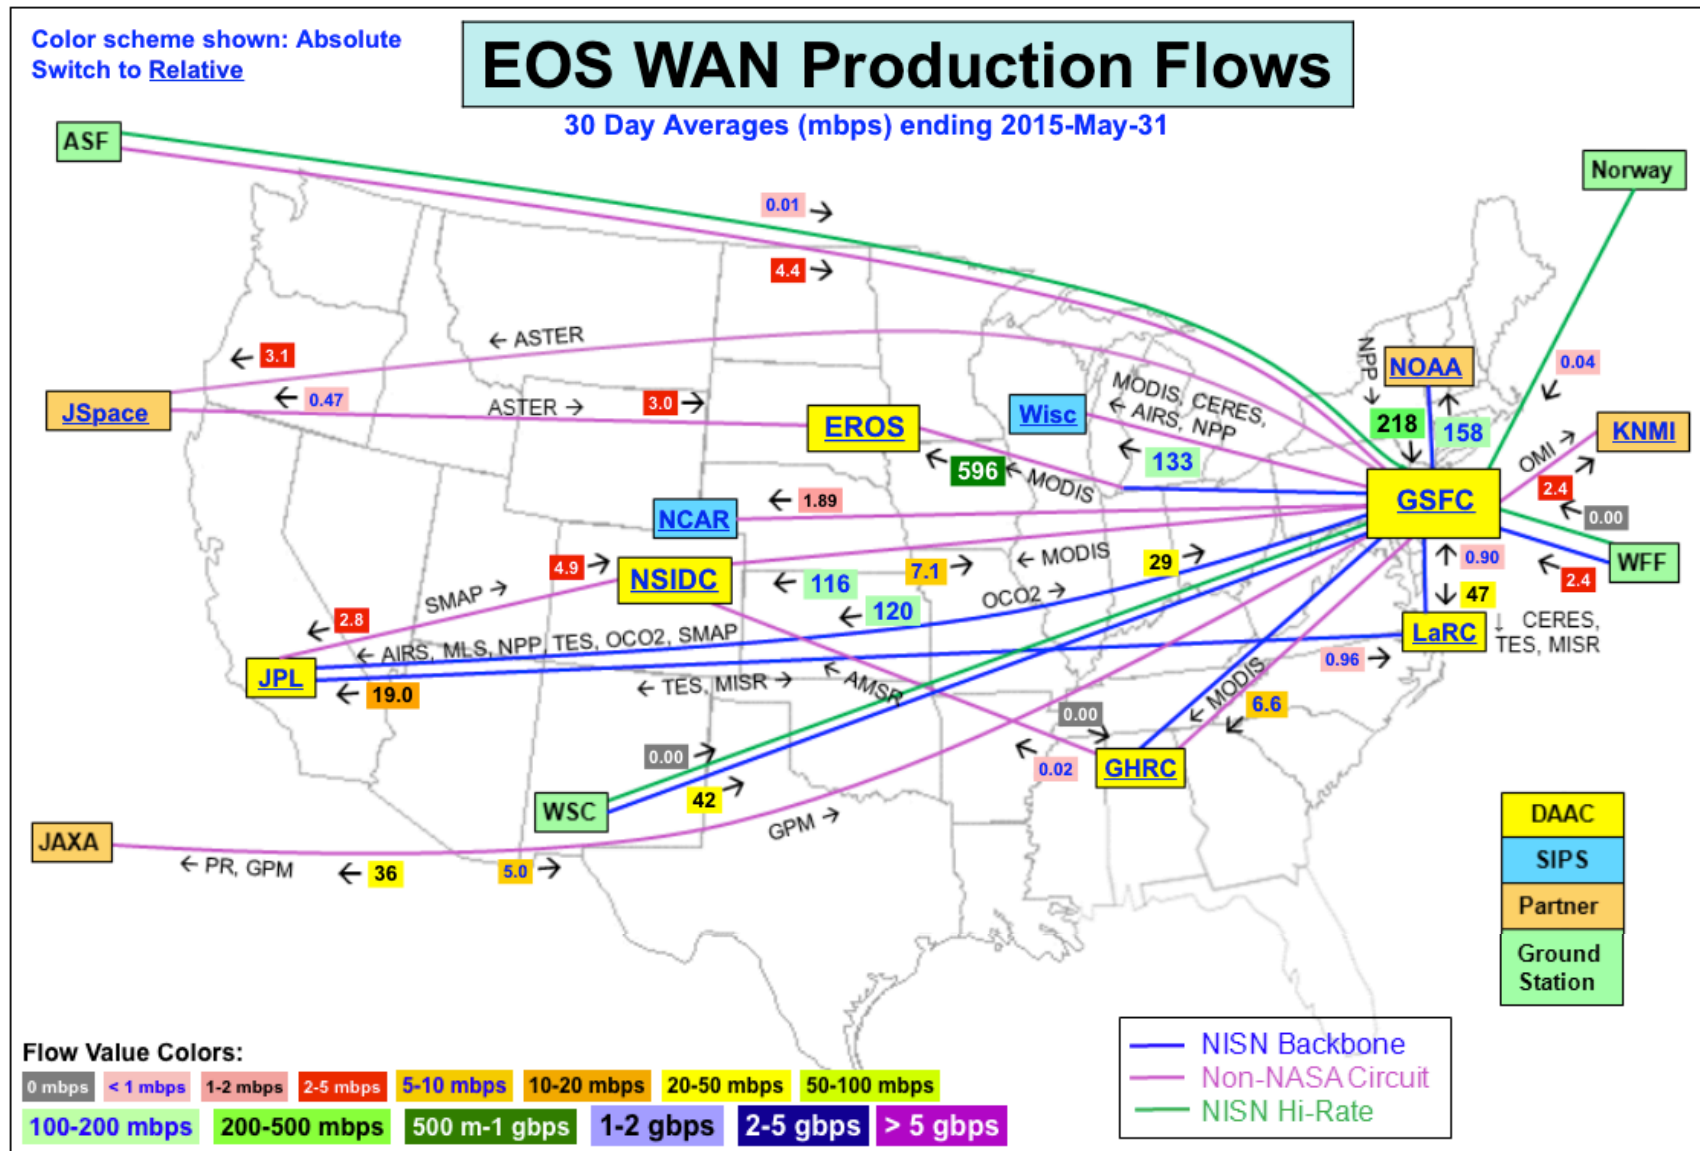 Color scheme shown: Absolute
Switch to Relative
EOS WAN Production Flows
30 Day Averages (mbps) ending 2015-May-31
ASF
Norway
0.01 →
4.4 →
← ASTER
← 3.1
← 0.47
JSpace
ASTER →
3.0 →
EROS
Wisc
MODIS, CERES,
← AIRS, NPP
← 133
NPP →
NOAA
218
158
0.04
KNMI
OMI →
2.4
← 596
← MODIS
GSFC
← 0.00
WFF
← 2.4
NCAR
← 1.89
4.9 →
NSIDC
← 116
7.1 →
← MODIS
29 →
← 120
OCO2 →
0.90
47
LaRC
↓ CERES,
TES, MISR
SMAP →
← 2.8
← AIRS, MLS, NPP, TES, OCO2, SMAP
0.96 →
JPL
← 19.0
← TES, MISR →
← AMSR
← MODIS
6.6
0.00
0.02
GHRC
0.00 →
WSC
42 →
GPM →
JAXA
← PR, GPM
← 36
5.0 →
DAAC
SIPS
Partner
Ground
Station
Flow Value Colors:
0 mbps < 1 mbps 1-2 mbps 2-5 mbps 5-10 mbps 10-20 mbps 20-50 mbps 50-100 mbps
100-200 mbps 200-500 mbps 500 m-1 gbps 1-2 gbps 2-5 gbps > 5 gbps
NISN Backbone
Non-NASA Circuit
NISN Hi-Rate